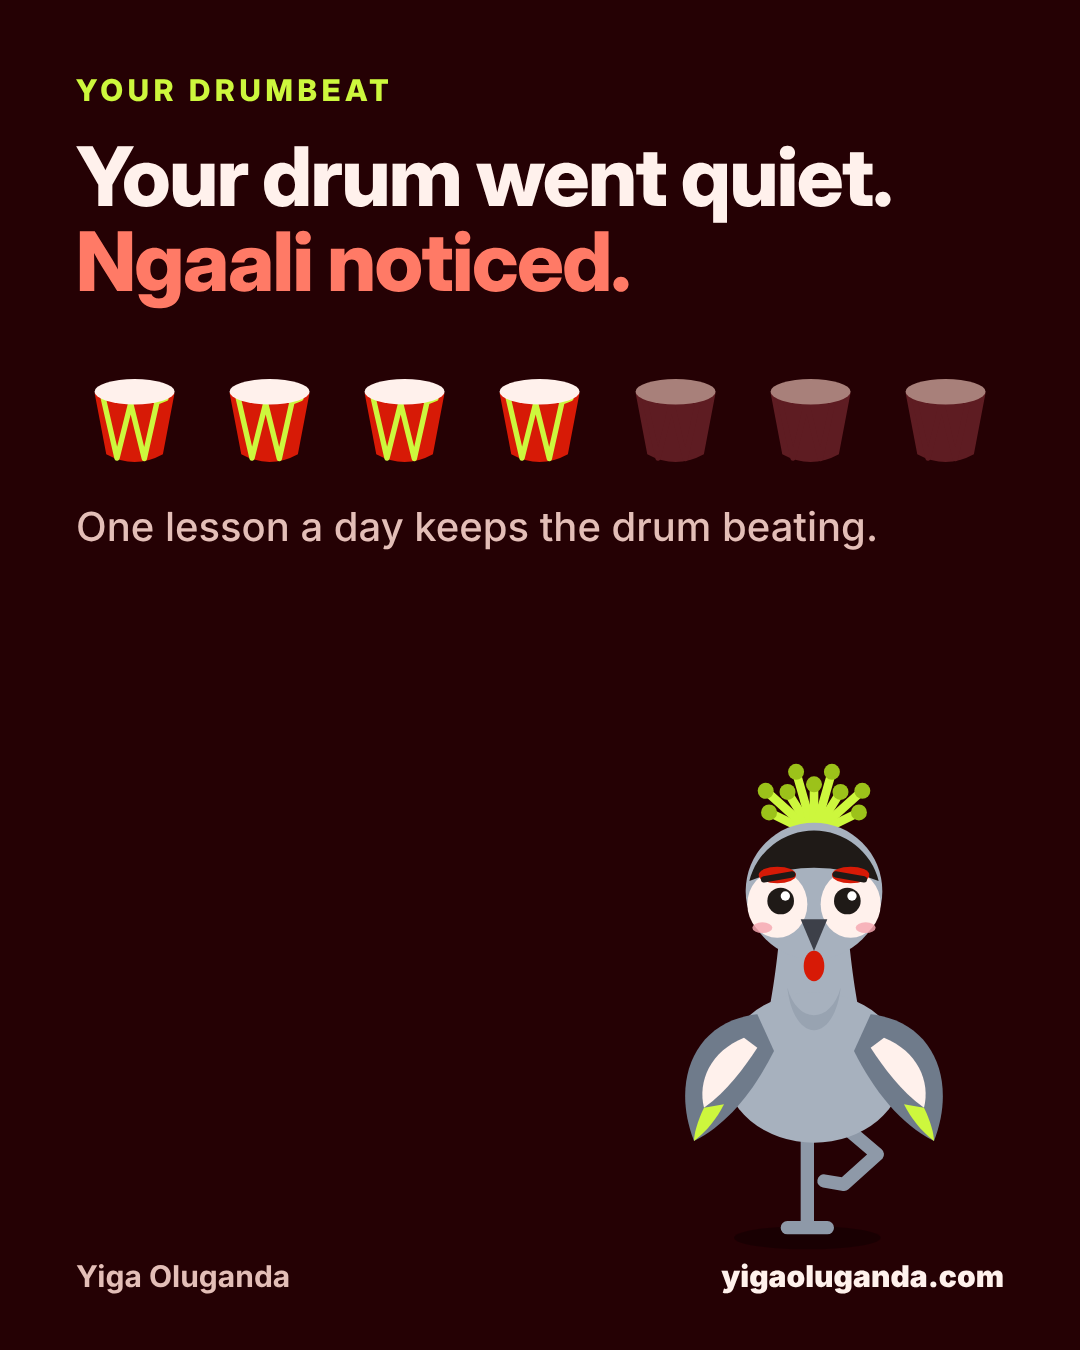 YOUR DRUMBEAT
Your drum went quiet.
Ngaali noticed.
One lesson a day keeps the drum beating.
Yiga Oluganda
yigaoluganda.com